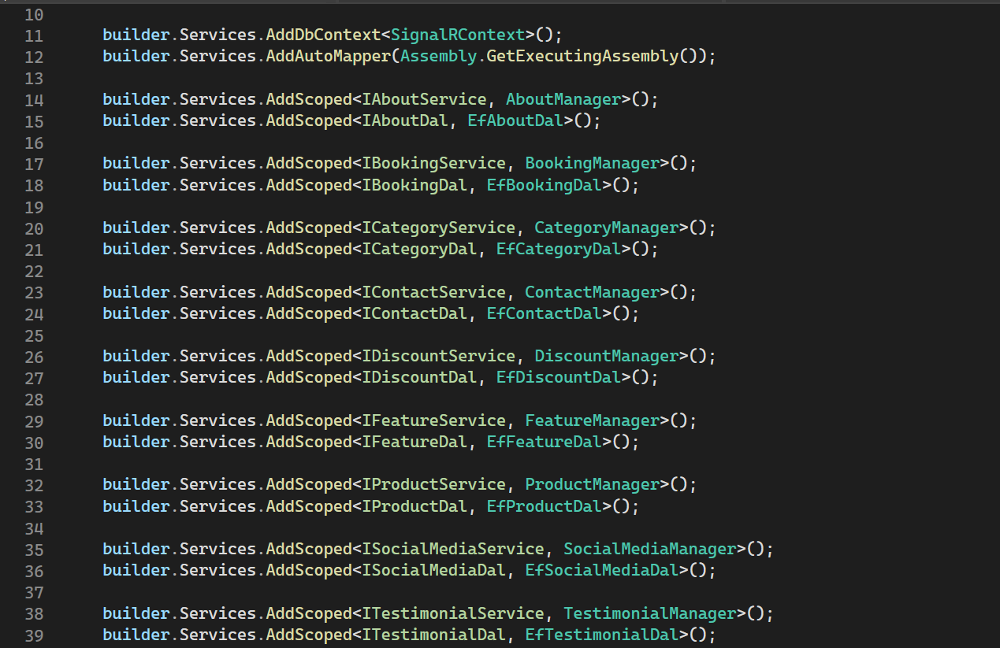 10
11 builder.Services.AddDbContext<SignalRContext>();
12 builder.Services.AddAutoMapper(Assembly.GetExecutingAssembly());
13
14 builder.Services.AddScoped<IAboutService, AboutManager>();
15 builder.Services.AddScoped<IAboutDal, EfAboutDal>();
16
17 builder.Services.AddScoped<IBookingService, BookingManager>();
18 builder.Services.AddScoped<IBookingDal, EfBookingDal>();
19
20 builder.Services.AddScoped<ICategoryService, CategoryManager>();
21 builder.Services.AddScoped<ICategoryDal, EfCategoryDal>();
22
23 builder.Services.AddScoped<IContactService, ContactManager>();
24 builder.Services.AddScoped<IContactDal, EfContactDal>();
25
26 builder.Services.AddScoped<IDiscountService, DiscountManager>();
27 builder.Services.AddScoped<IDiscountDal, EfDiscountDal>();
28
29 builder.Services.AddScoped<IFeatureService, FeatureManager>();
30 builder.Services.AddScoped<IFeatureDal, EfFeatureDal>();
31
32 builder.Services.AddScoped<IProductService, ProductManager>();
33 builder.Services.AddScoped<IProductDal, EfProductDal>();
34
35 builder.Services.AddScoped<ISocialMediaService, SocialMediaManager>();
36 builder.Services.AddScoped<ISocialMediaDal, EfSocialMediaDal>();
37
38 builder.Services.AddScoped<ITestimonialService, TestimonialManager>();
39 builder.Services.AddScoped<ITestimonialDal, EfTestimonialDal>();